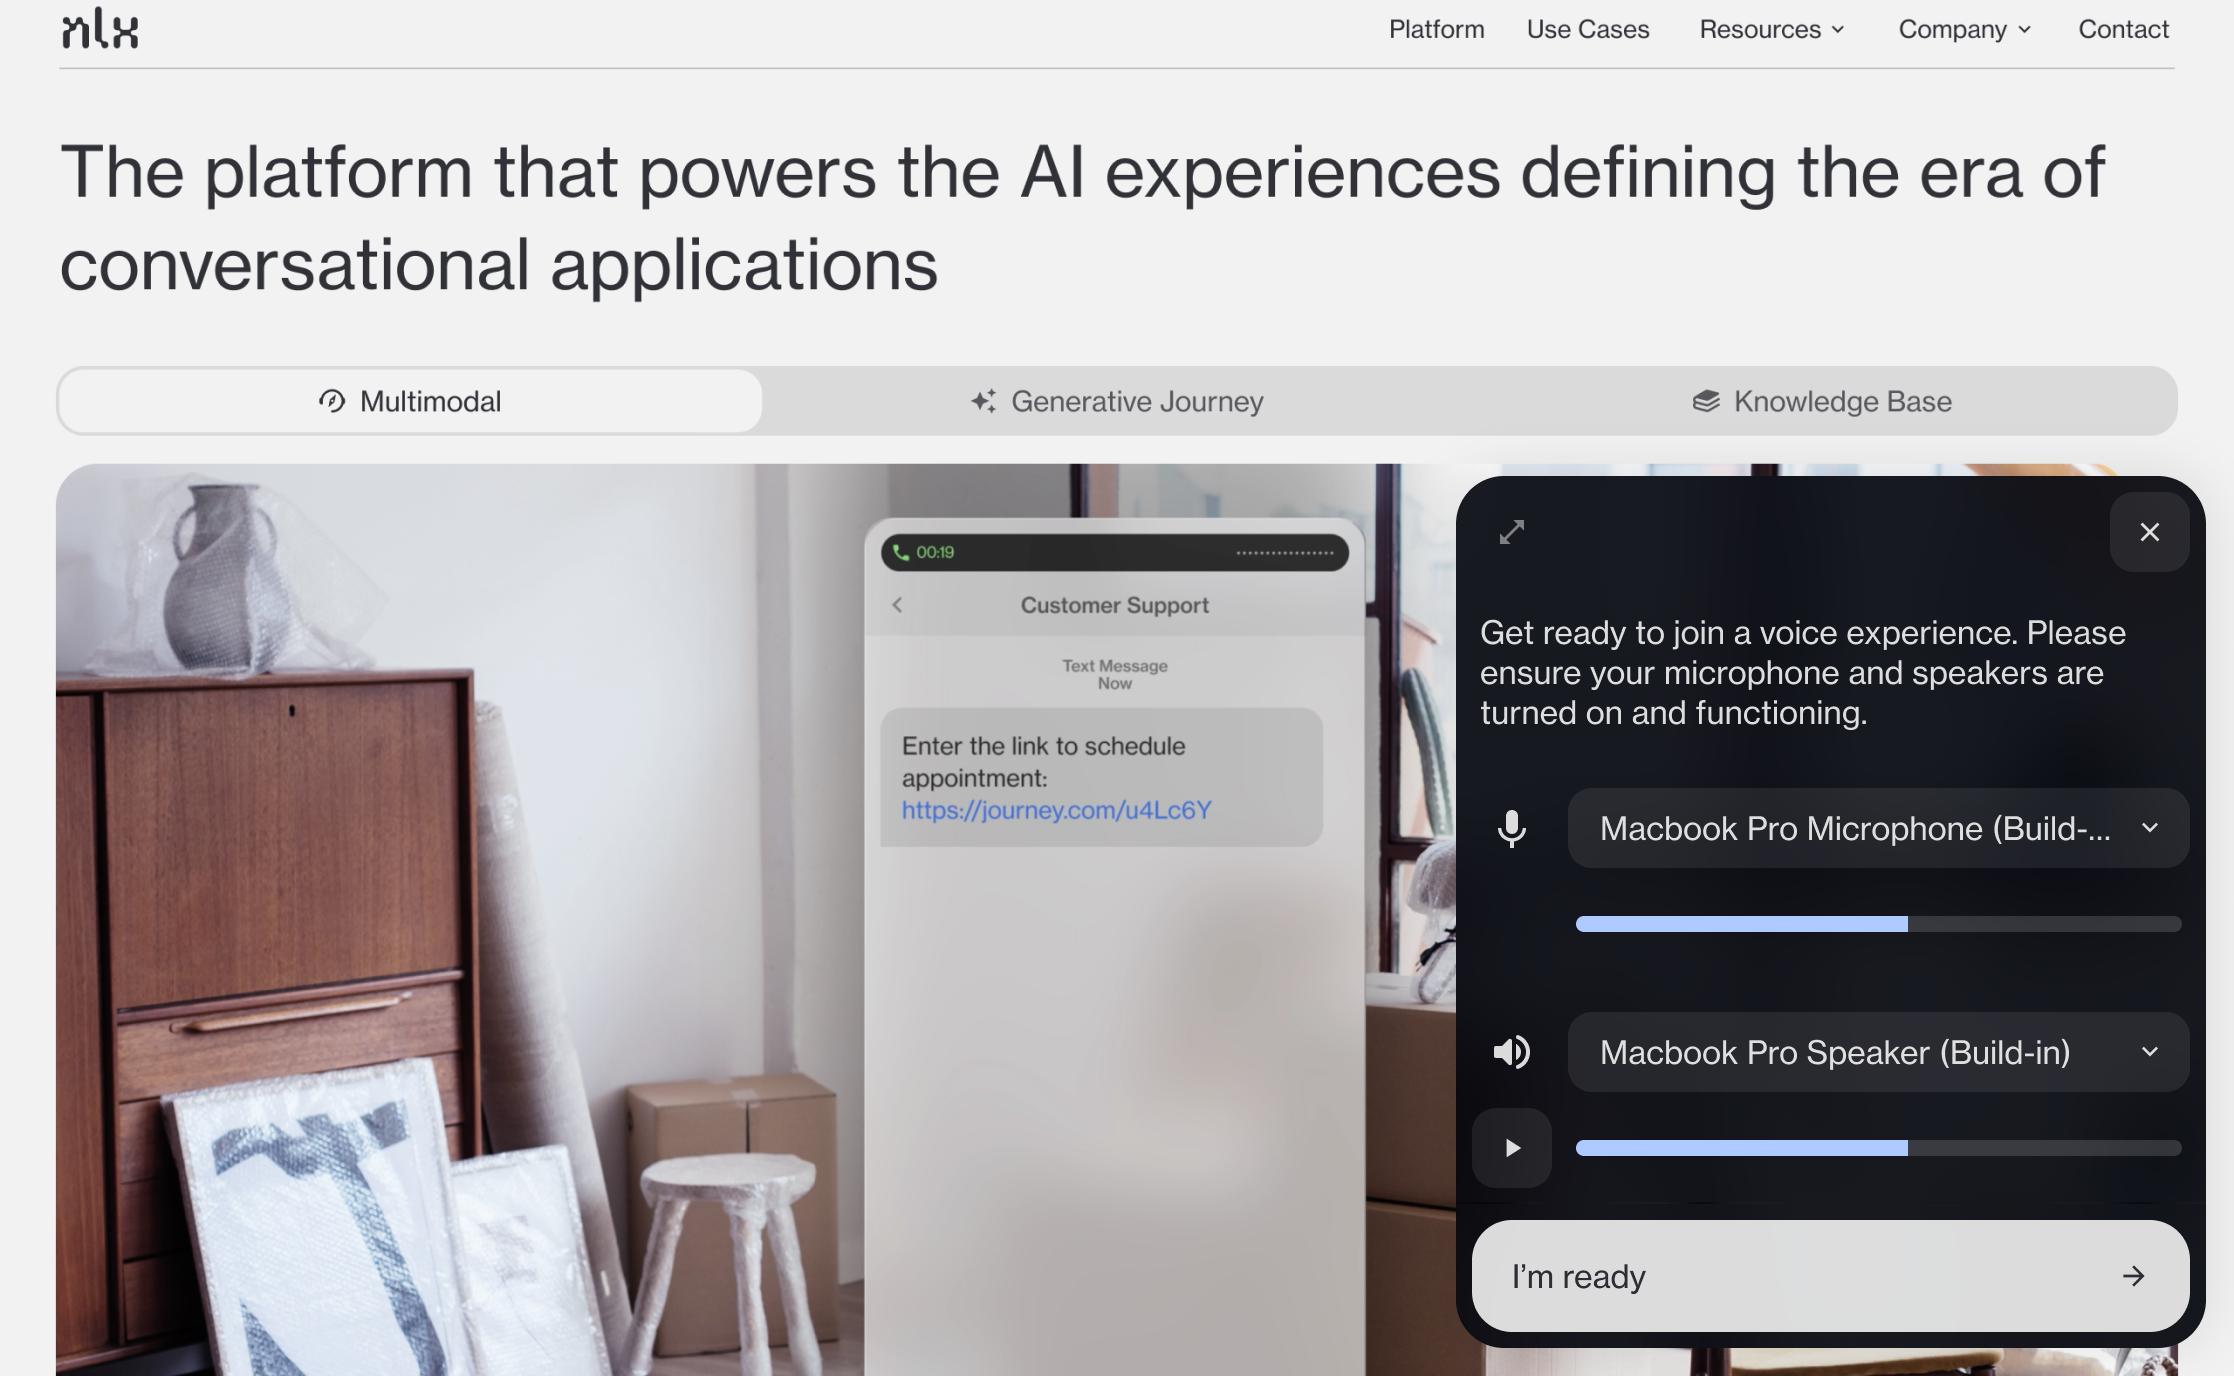 nlx
Platform
Use Cases
Resources
Company
Contact
The platform that powers the AI experiences defining the era of
conversational applications
Multimodal
Generative Journey
Knowledge Base
00:19
Customer Support
Text Message
Now
Enter the link to schedule
appointment:
https://journey.com/u4Lc6Y
Get ready to join a voice experience. Please
ensure your microphone and speakers are
turned on and functioning.
Macbook Pro Microphone (Build-...
Macbook Pro Speaker (Build-in)
I'm ready